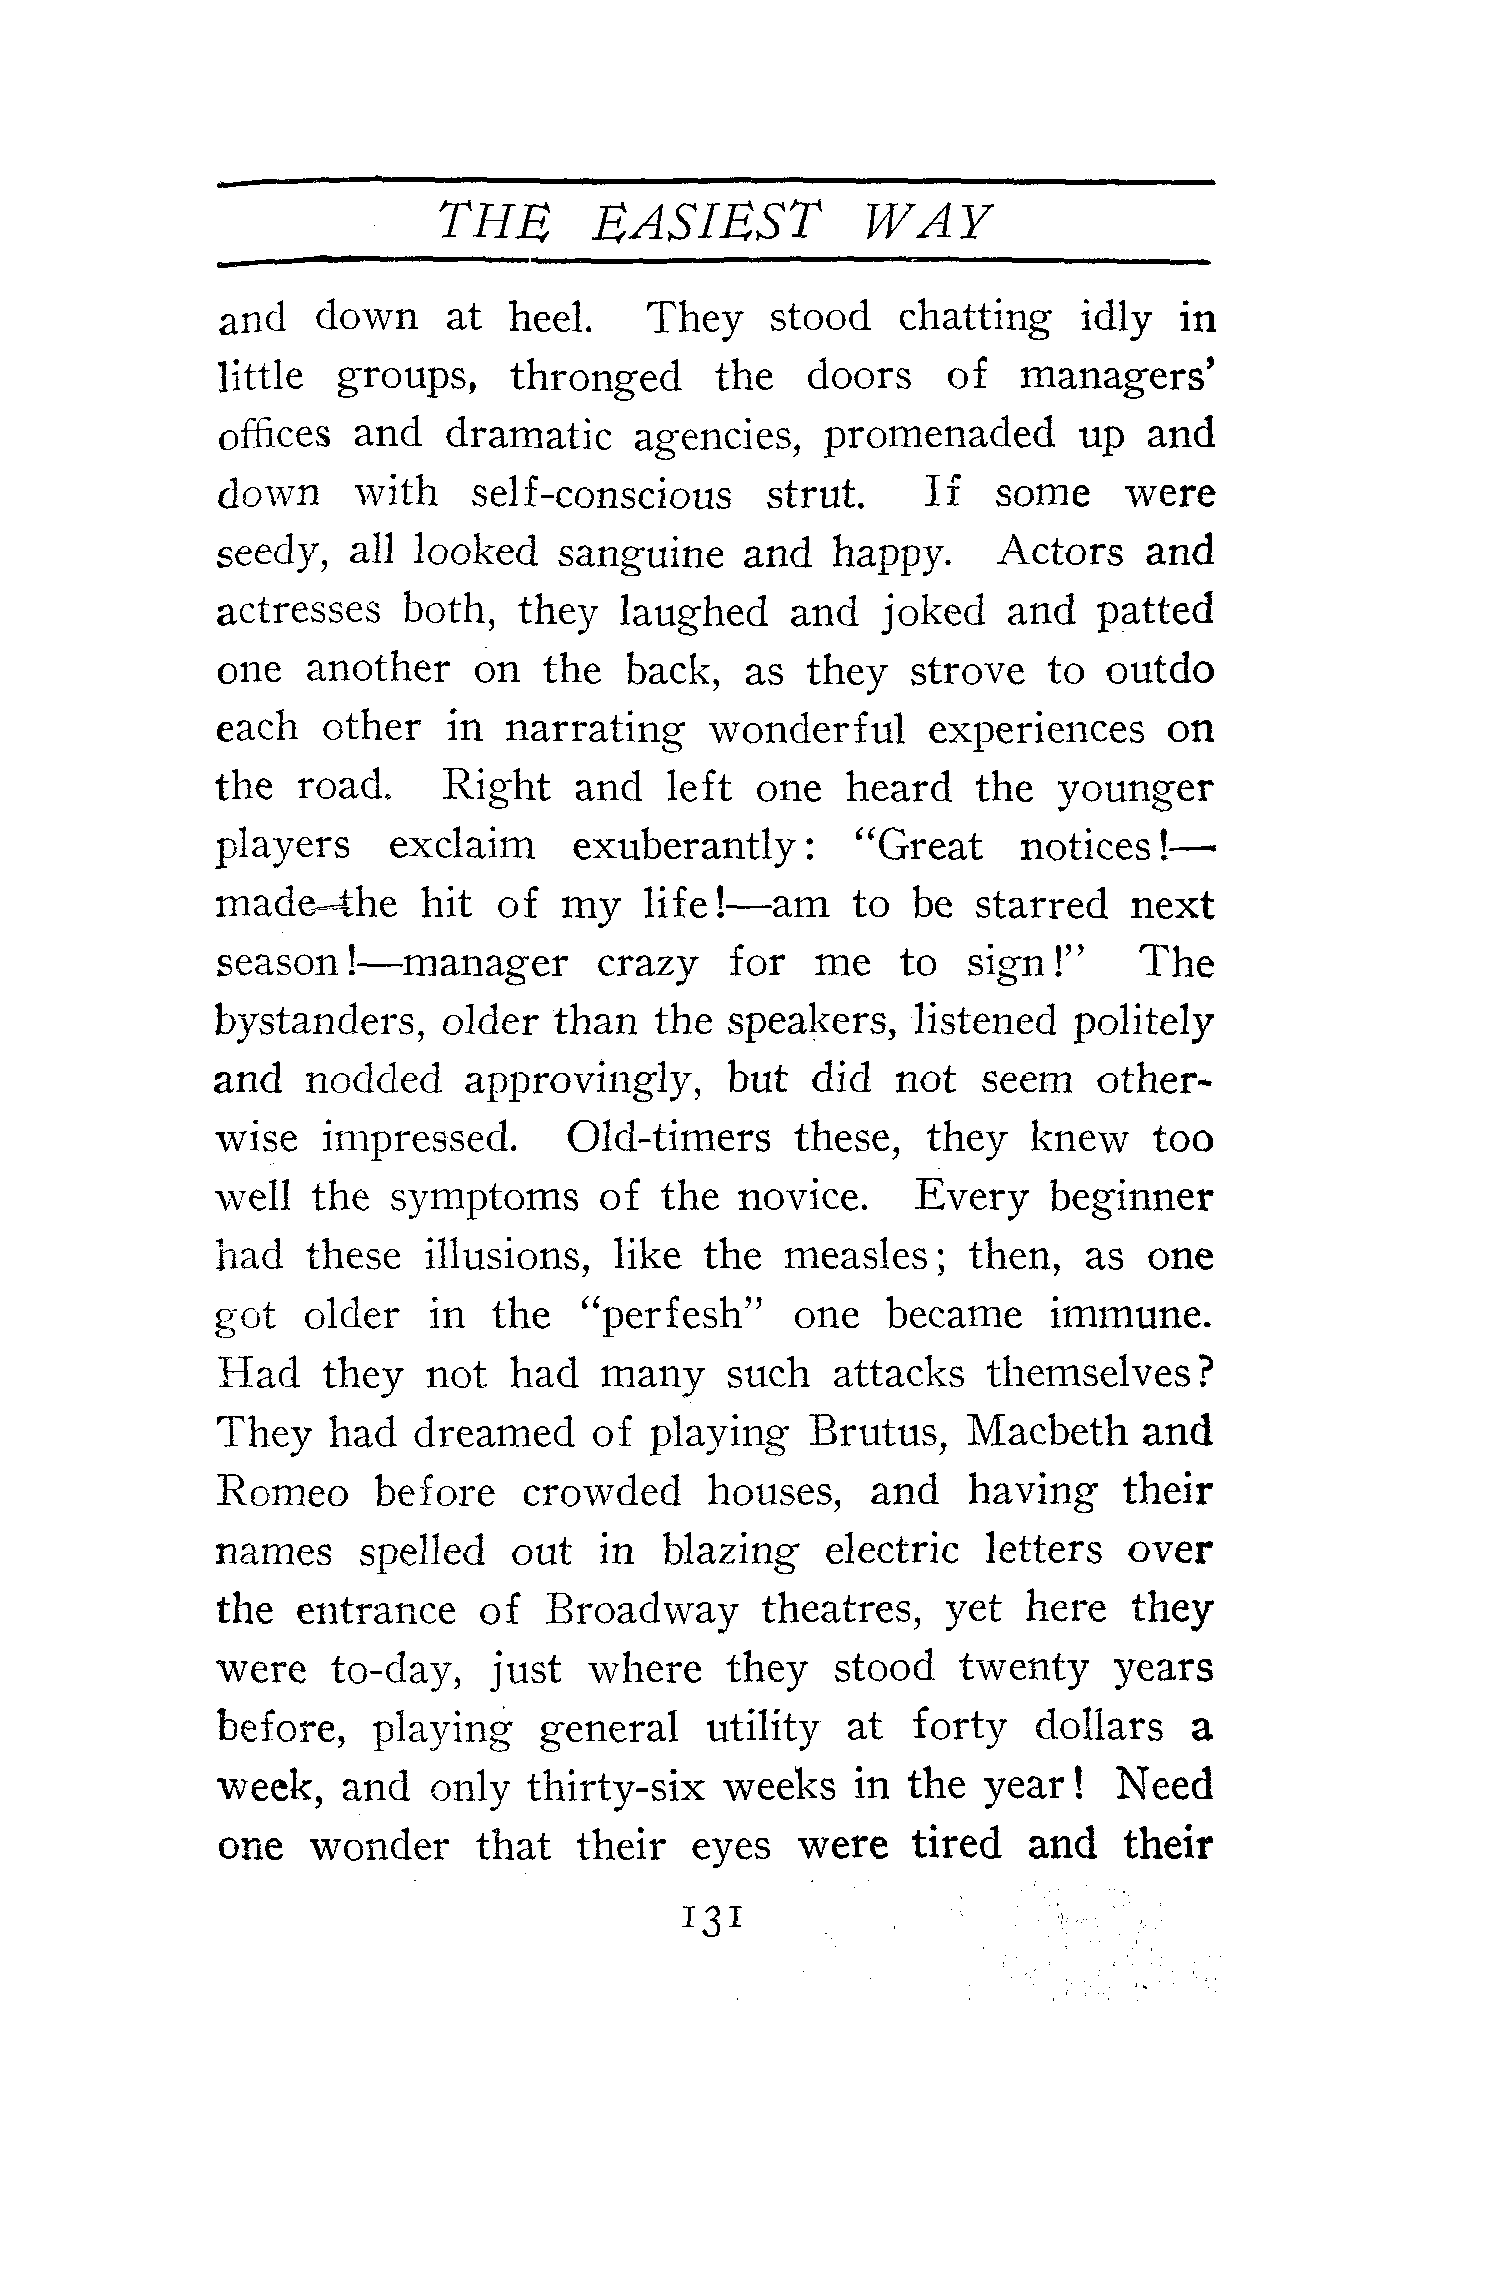 THE EASIEST WAY
and down at heel. They stood chatting idly in
little groups, thronged the doors of managers'
offices and dramatic agencies, promenaded up and
down with self-conscious strut. If some were
seedy, all looked sanguine and happy. Actors and
actresses both, they laughed and joked and patted
one another on the back, as they strove to outdo
each other in narrating wonderful experiences on
the road. Right and left one heard the younger
players exclaim exuberantly: "Great notices!—
made—the hit of my life!—am to be starred next
season!—manager crazy for me to sign!" The
bystanders, older than the speakers, listened politely
and nodded approvingly, but did not seem other-
wise impressed. Old-timers these, they knew too
well the symptoms of the novice. Every beginner
had these illusions, like the measles; then, as one
got older in the "perfesh" one became immune.
Had they not had many such attacks themselves?
They had dreamed of playing Brutus, Macbeth and
Romeo before crowded houses, and having their
names spelled out in blazing electric letters over
the entrance of Broadway theatres, yet here they
were to-day, just where they stood twenty years
before, playing general utility at forty dollars a
week, and only thirty-six weeks in the year! Need
one wonder that their eyes were tired and their
131